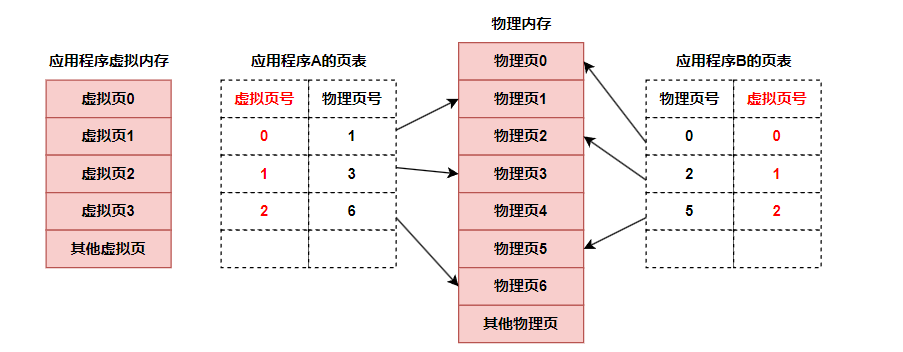 物理内存
应用程序虚拟内存
虚拟页0
虚拟页1
虚拟页2
虚拟页3
其他虚拟页
应用程序A的页表
虚拟页号 物理页号
0 1
1 3
2 6
物理页0
物理页1
物理页2
物理页3
物理页4
物理页5
物理页6
其他物理页
应用程序B的页表
物理页号 虚拟页号
0 0
2 1
5 2